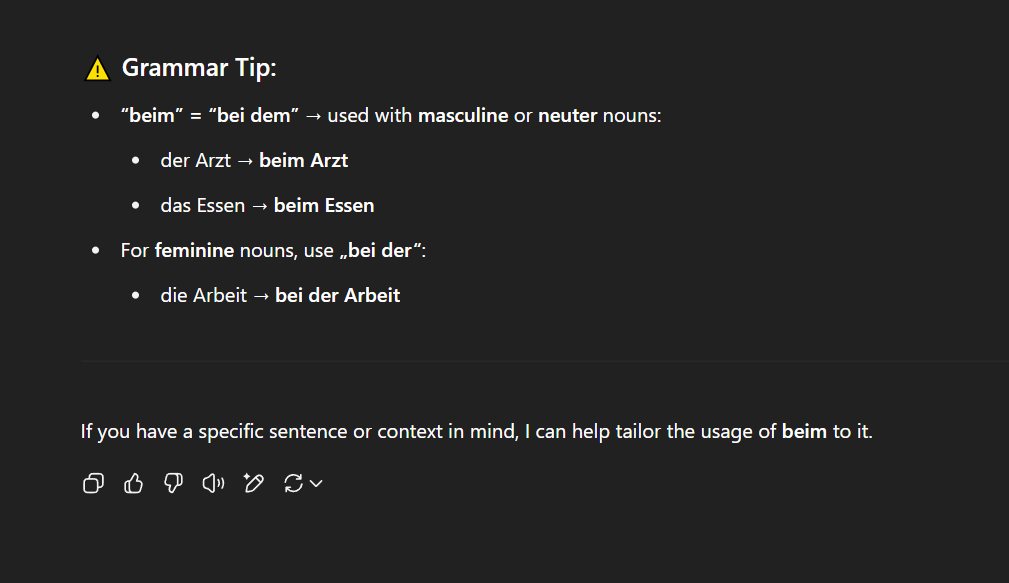 ⚠️ Grammar Tip:
• “beim” = “bei dem” → used with masculine or neuter nouns:
• der Arzt → beim Arzt
• das Essen → beim Essen
• For feminine nouns, use „bei der“:
• die Arbeit → bei der Arbeit
If you have a specific sentence or context in mind, I can help tailor the usage of beim to it.